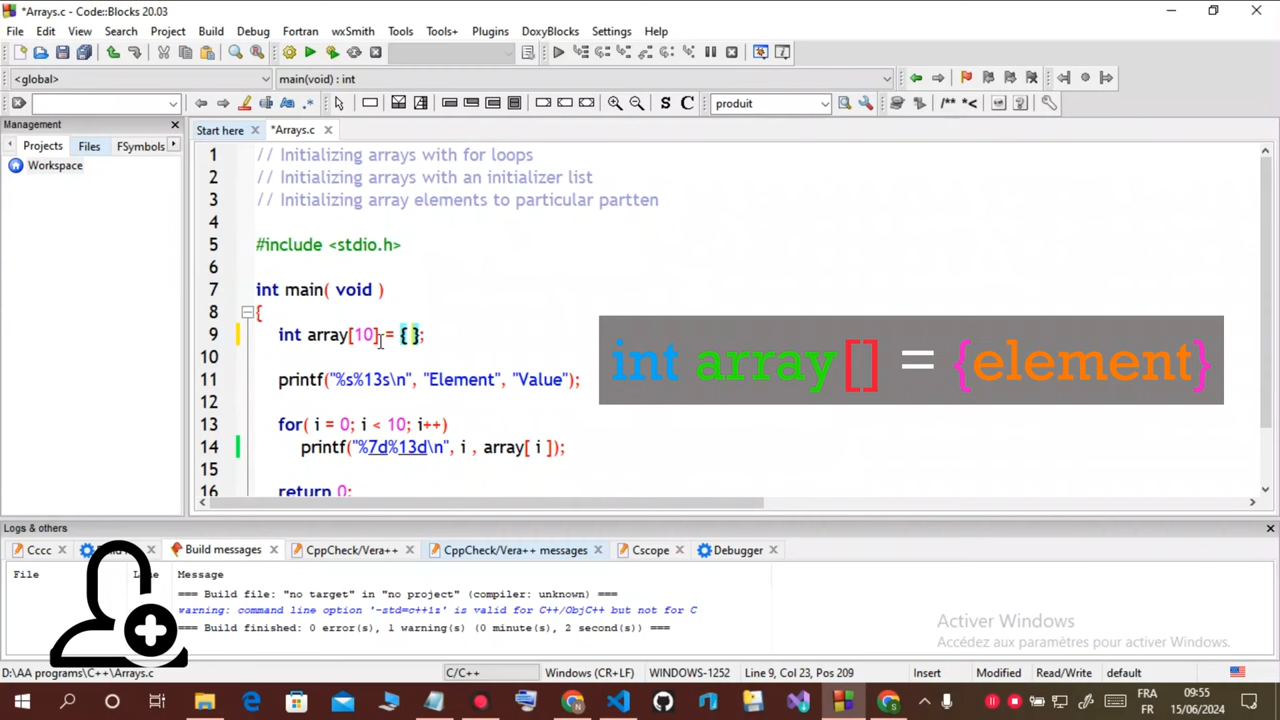 *Arrays.c - Code::Blocks 20.03
File Edit View Search Project Build Debug Fortran wxSmith Tools Tools+ Plugins DoxyBlocks Settings Help
<global> main(void) : int
S C produit /** *<
Management
Projects Files FSymbols
Workspace
Start here *Arrays.c
1 // Initializing arrays with for loops
2 // Initializing arrays with an initializer list
3 // Initializing array elements to particular partten
4
5 #include <stdio.h>
6
7 int main( void )
8 {
9 int array[10] = { };
10
11 printf("%s%13s\n", "Element", "Value");
12
13 for( i = 0; i < 10; i++)
14 printf("%7d%13d\n", i , array[ i ]);
15
16 return 0;
int array[] = {element}
Logs & others
Cccc Build messages CppCheck/Vera++ CppCheck/Vera++ messages Cscope Debugger
File Message
=== Build file: "no target" in "no project" (compiler: unknown) ===
warning: command line option '-std=c++1z' is valid for C++/ObjC++ but not for C
=== Build finished: 0 error(s), 1 warning(s) (0 minute(s), 2 second(s)) ===
Activer Windows
Accédez aux paramètres pour activer Windows.
D:\AA programs\C++\Arrays.c C/C++ Windows (CR+LF) WINDOWS-1252 Line 9, Col 23, Pos 209 Insert Modified Read/Write default
FRA 09:55
FR 15/06/2024